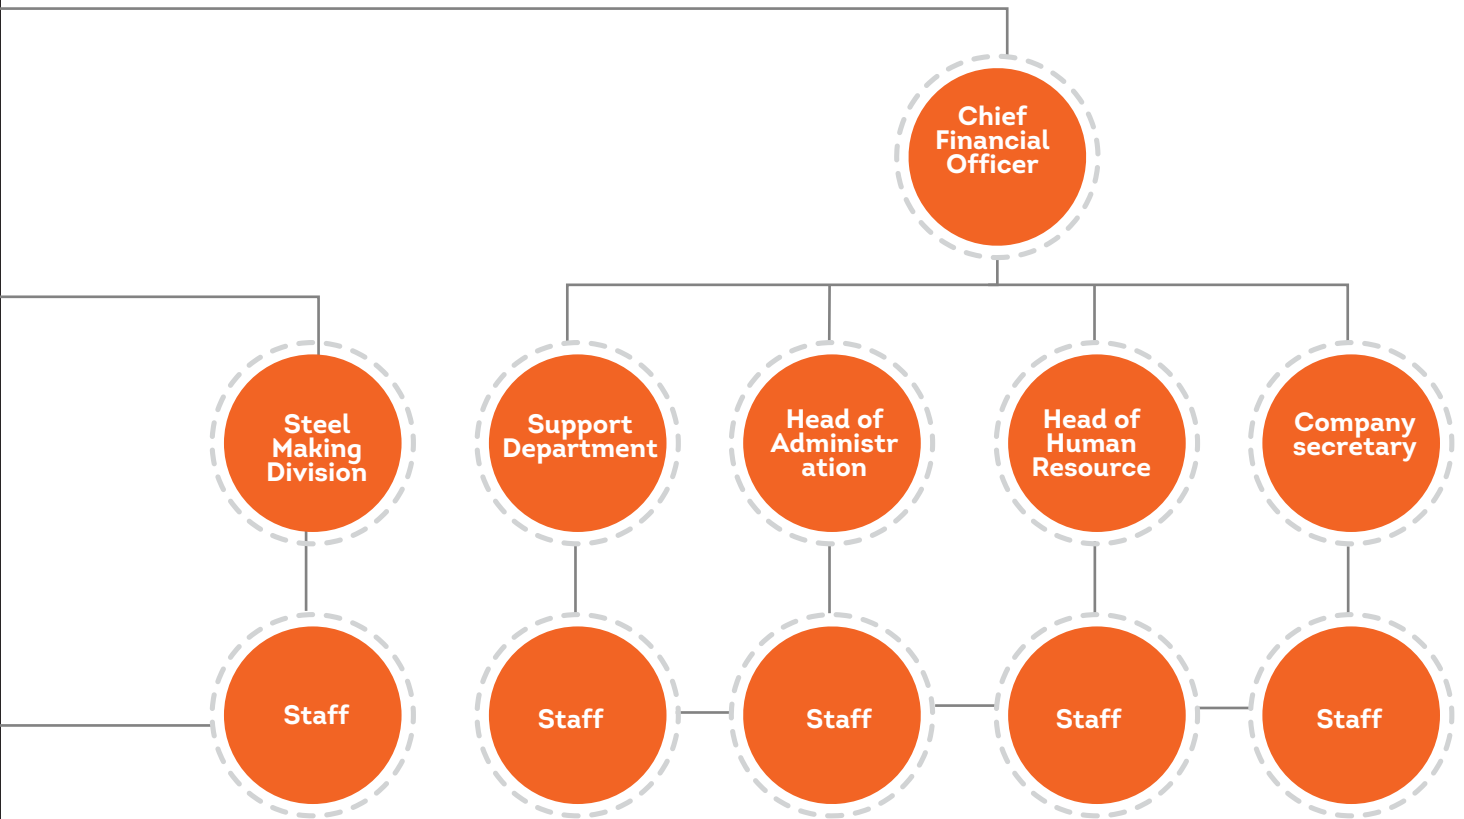 Chief
Financial
Officer
Steel
Making
Division
Support
Department
Head of
Administr
ation
Head of
Human
Resource
Company
secretary
Staff
Staff
Staff
Staff
Staff